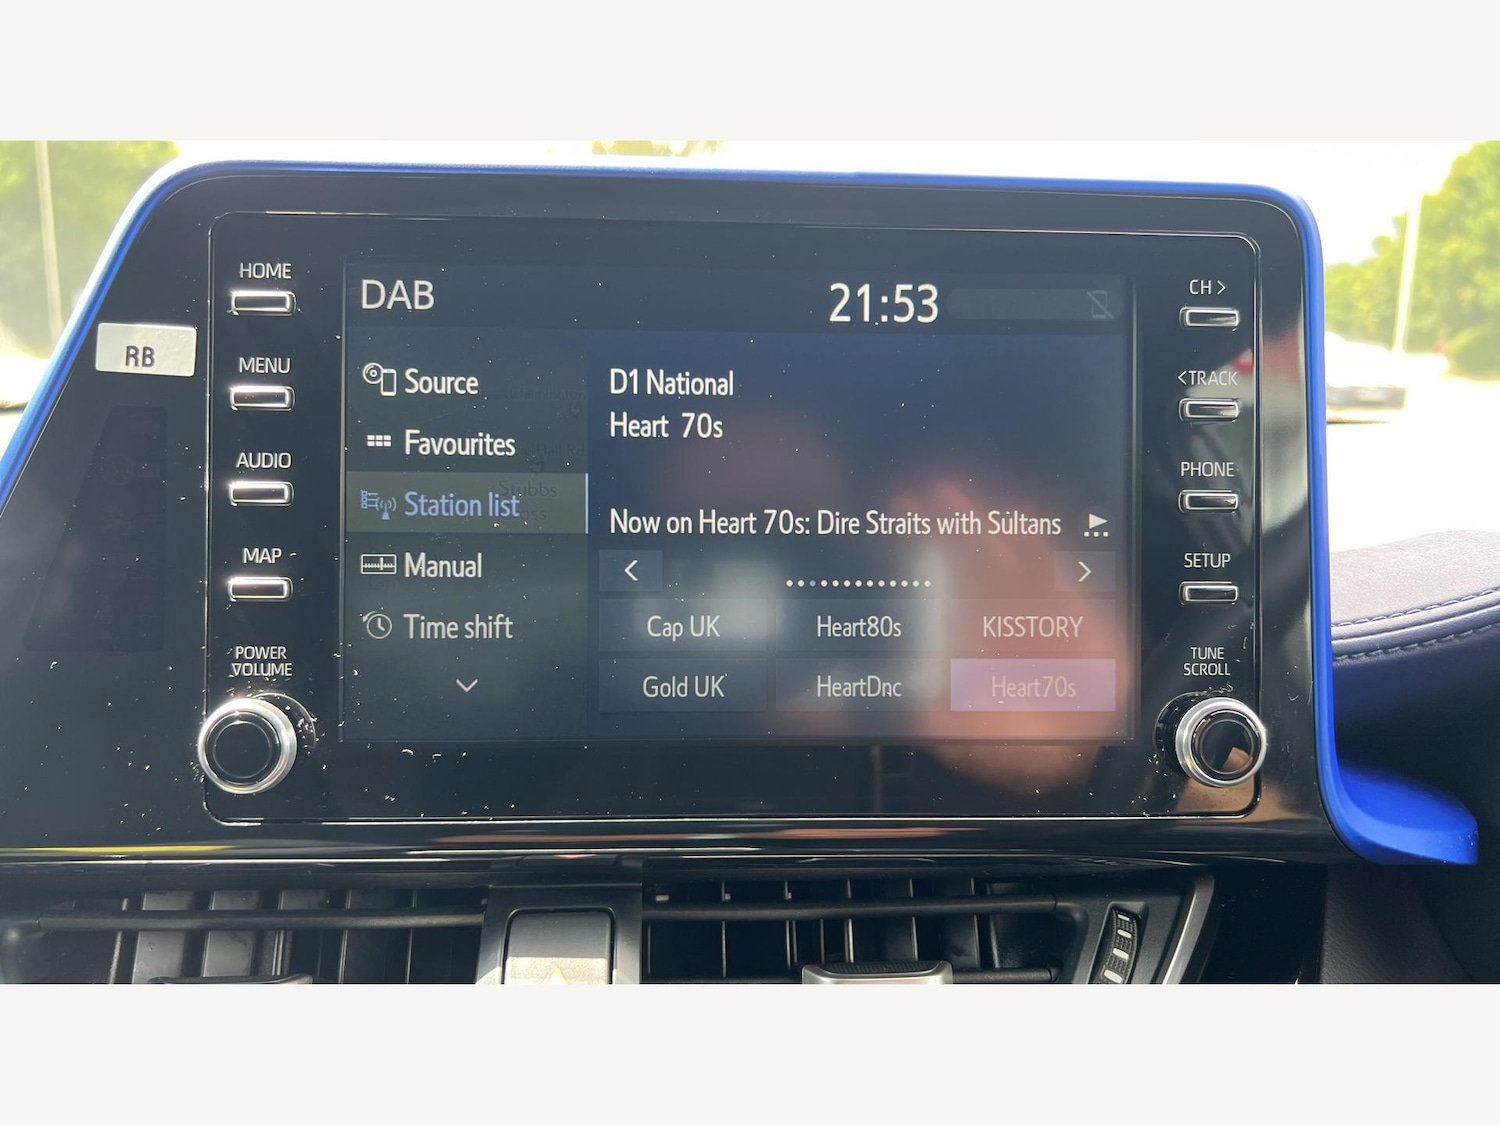 HOME
MENU
AUDIO
MAP
POWER
VOLUME
RB
DAB
21:53
Source
Favourites
Station list
Manual
Time shift
D1 National
Heart 70s
Now on Heart 70s: Dire Straits with Sultans
Cap UK
Heart80s
KISSTORY
Gold UK
HeartDnc
Heart70s
CH >
<TRACK
PHONE
SETUP
TUNE
SCROLL